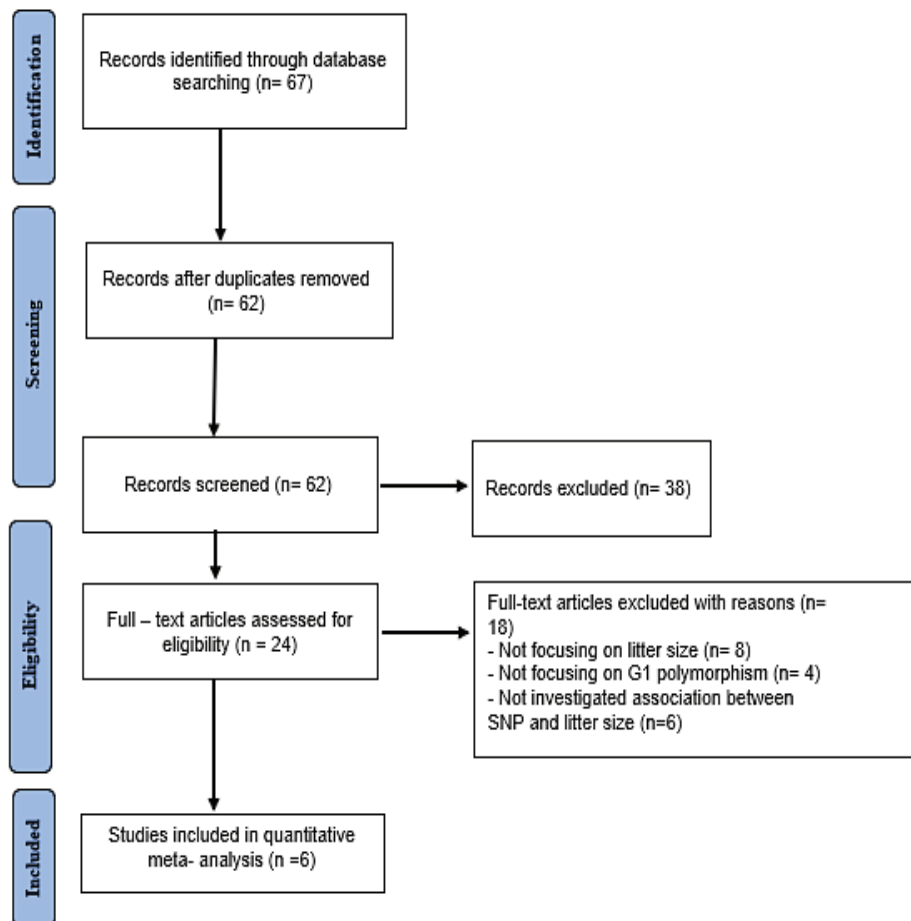 Identification
Records identified through database
searching (n= 67)
Screening
Records after duplicates removed
(n= 62)
Records screened (n= 62)
Records excluded (n= 38)
Eligibility
Full – text articles assessed for
eligibility (n = 24)
Full-text articles excluded with reasons (n=
18)
- Not focusing on litter size (n= 8)
- Not focusing on G1 polymorphism (n= 4)
- Not investigated association between
SNP and litter size (n=6)
Included
Studies included in quantitative
meta- analysis (n =6)